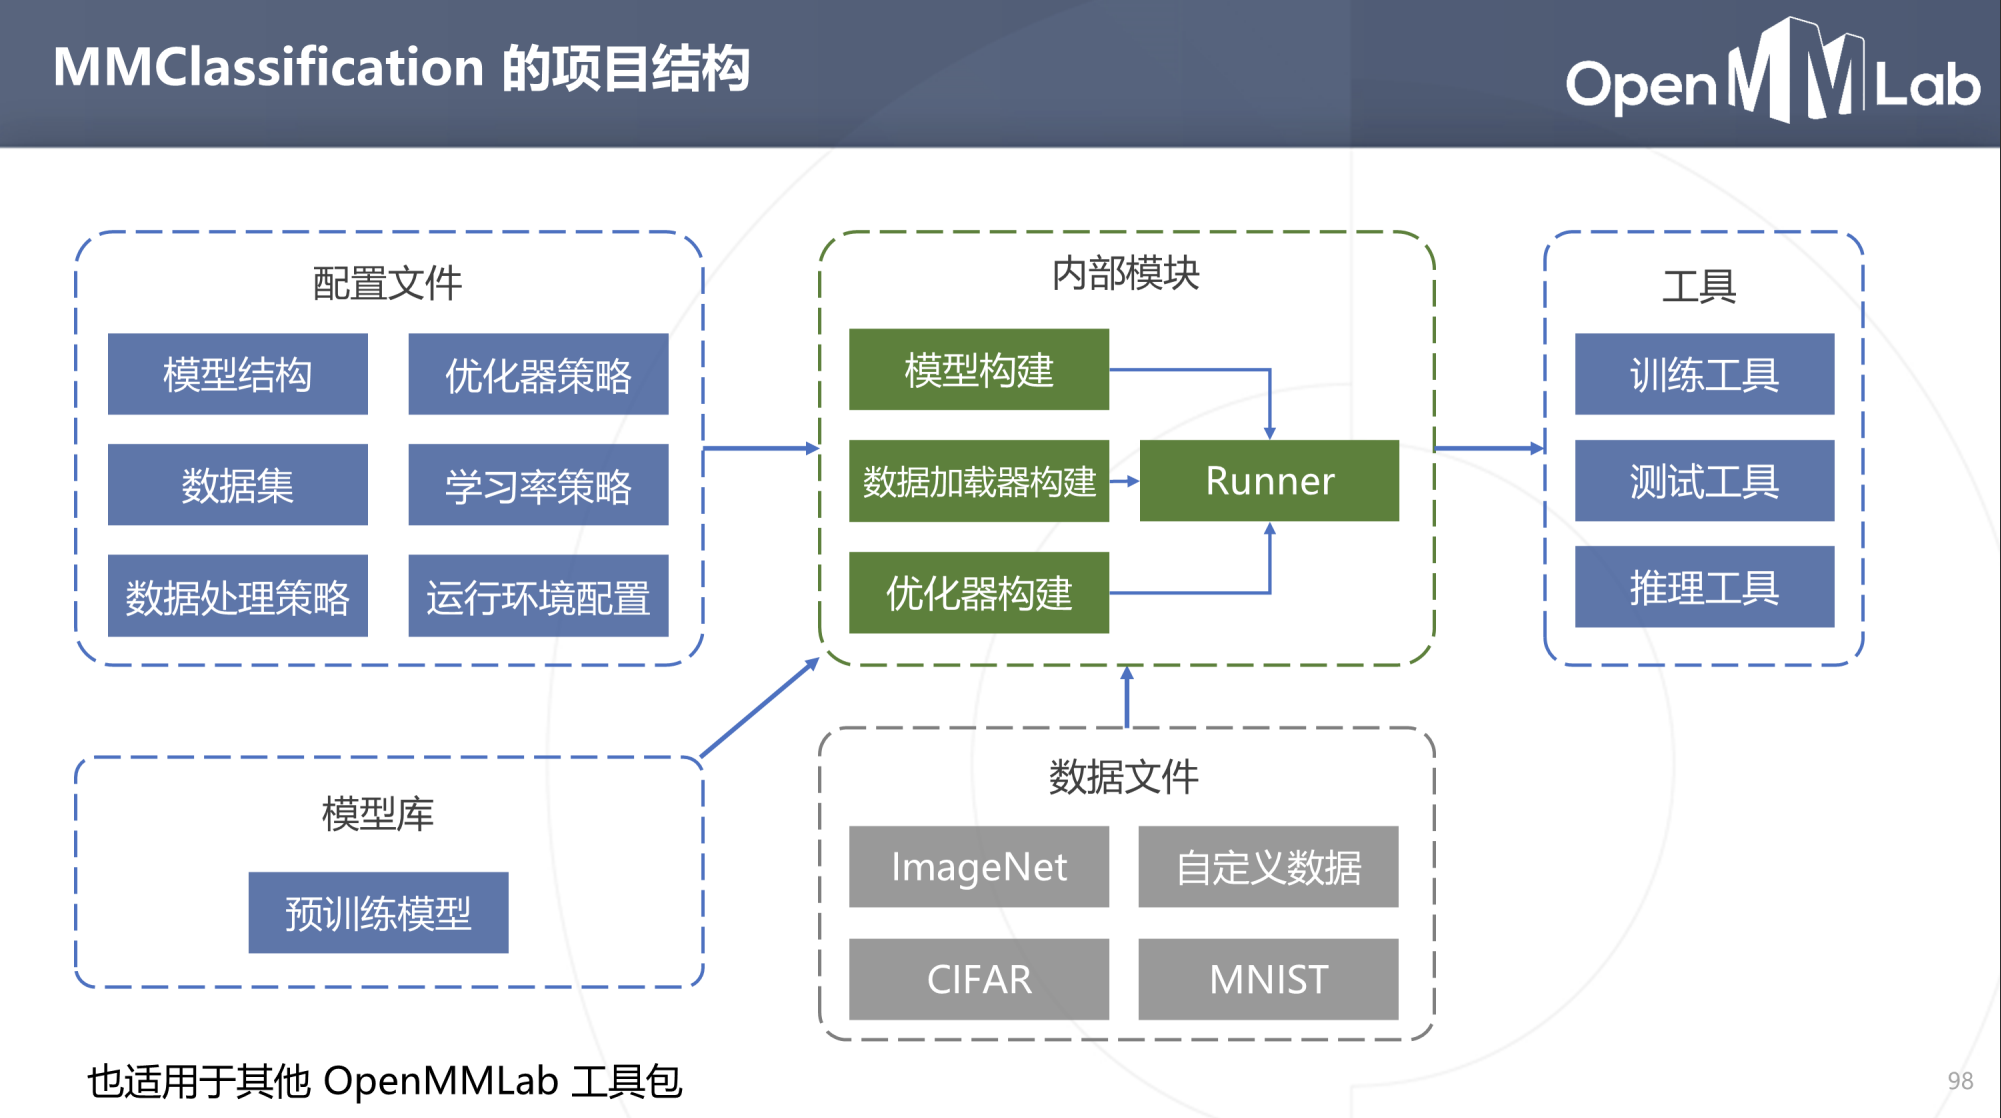 MMClassification 的项目结构
OpenMMLab
配置文件
模型结构
优化器策略
数据集
学习率策略
数据处理策略
运行环境配置
内部模块
模型构建
数据加载器构建
Runner
优化器构建
工具
训练工具
测试工具
推理工具
模型库
预训练模型
数据文件
ImageNet
自定义数据
CIFAR
MNIST
也适用于其他 OpenMMLab 工具包
98